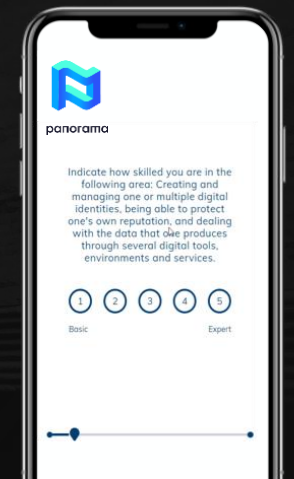 panorama
Indicate how skilled you are in the
following area: Creating and
managing one or multiple digital
identities, being able to protect
one's own reputation, and dealing
with the data that one produces
through several digital tools,
environments and services.
1 2 3 4 5
Basic Expert